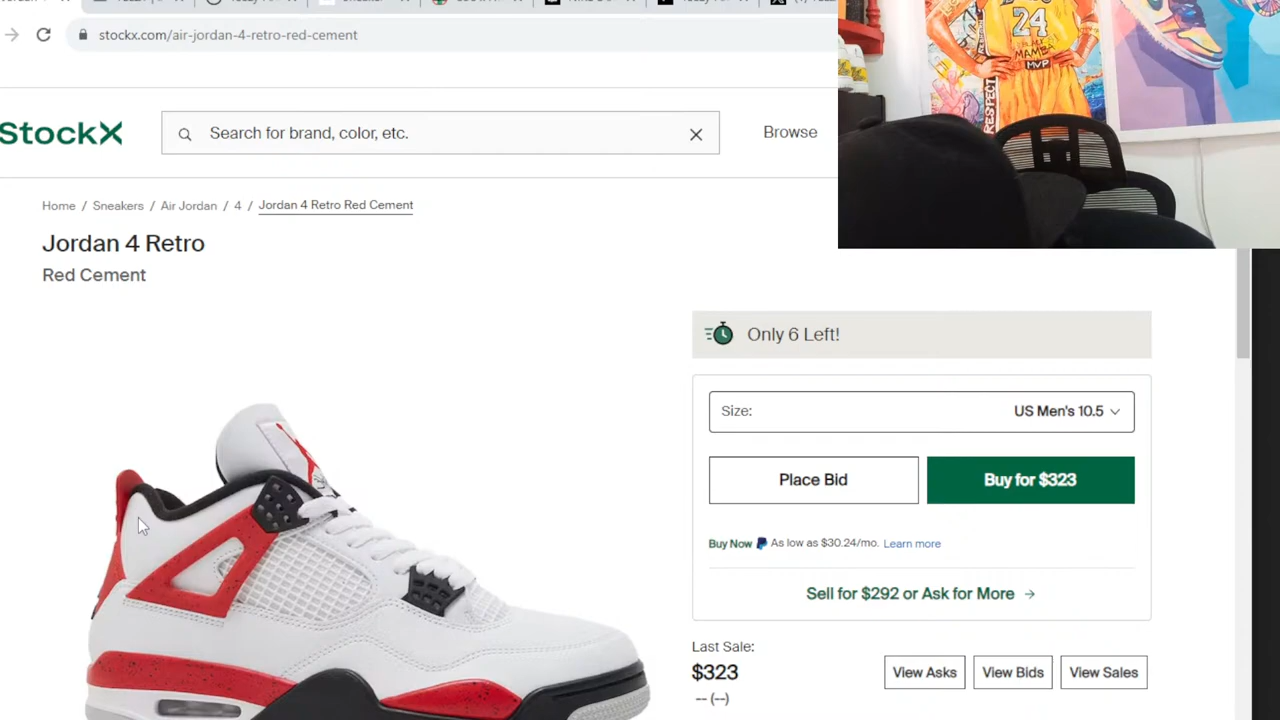 stockx.com/air-jordan-4-retro-red-cement
StockX
Search for brand, color, etc.
Browse
Home / Sneakers / Air Jordan / 4 / Jordan 4 Retro Red Cement
Jordan 4 Retro
Red Cement
Only 6 Left!
Size:
US Men's 10.5
Place Bid
Buy for $323
Buy Now
As low as $30.24/mo. Learn more
Sell for $292 or Ask for More →
Last Sale:
$323
-- (--)
View Asks
View Bids
View Sales
24
BLACK
MAMBA
MVP
RESPECT